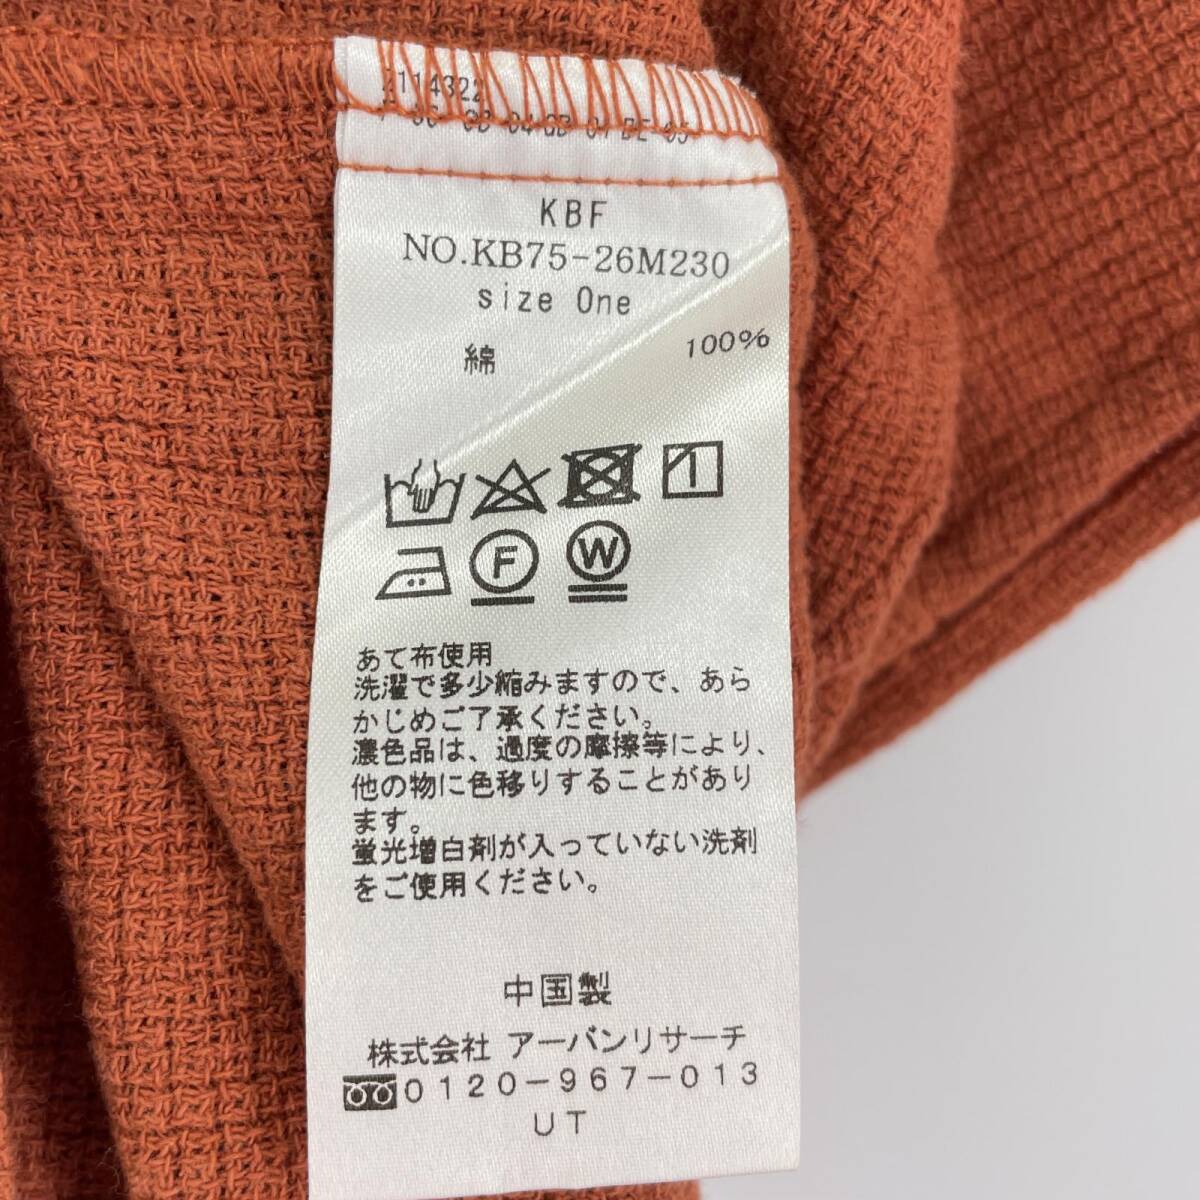 114322
KBF
NO.KB75-26M230
size One
綿 100%
F W
あて布使用
洗濯で多少縮みますので、あら
かじめご了承ください。
濃色品は、過度の摩擦等により、
他の物に色移りすることがあり
ます。
蛍光増白剤が入っていない洗剤
をご使用ください。
中国製
株式会社 アーバンリサーチ
0120-967-013
UT